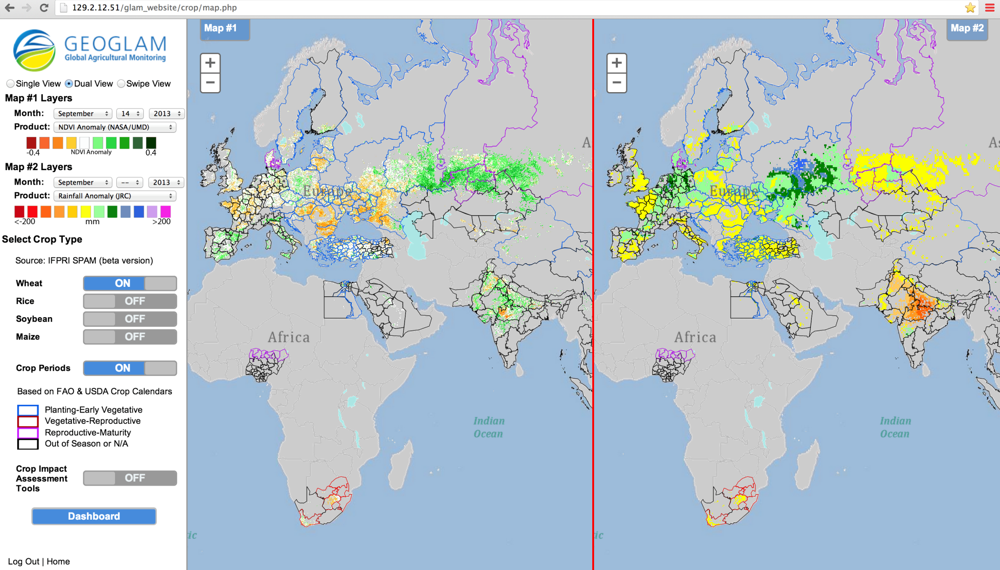 129.2.12.51/glam_website/crop/map.php
GEOGLAM
Global Agricultural Monitoring
Single View Dual View Swipe View
Map #1 Layers
Month: September 14 2013
Product: NDVI Anomaly (NASA/UMD)
-0.4 NDVI Anomaly 0.4
Map #2 Layers
Month: September -- 2013
Product: Rainfall Anomaly (JRC)
<-200 mm >200
Select Crop Type
Source: IFPRI SPAM (beta version)
Wheat ON
Rice OFF
Soybean OFF
Maize OFF
Crop Periods ON
Based on FAO & USDA Crop Calendars
Planting-Early Vegetative
Vegetative-Reproductive
Reproductive-Maturity
Out of Season or N/A
Crop Impact
Assessment
Tools
OFF
Dashboard
Log Out | Home
Map #1
+
−
A
Europe
Africa
Indian
Ocean
ic
Map #2
+
−
As
Europe
Africa
Indian
Ocean
ic